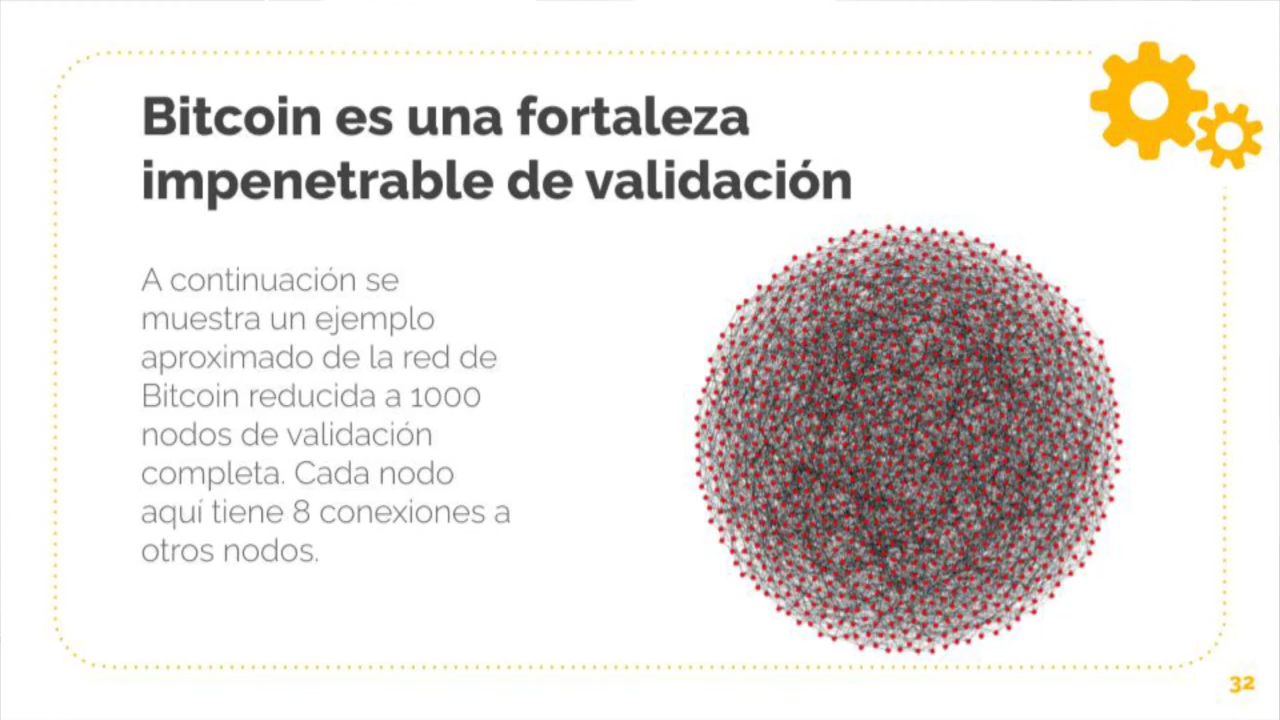 Bitcoin es una fortaleza
impenetrable de validación
A continuación se
muestra un ejemplo
aproximado de la red de
Bitcoin reducida a 1000
nodos de validación
completa. Cada nodo
aquí tiene 8 conexiones a
otros nodos.
32